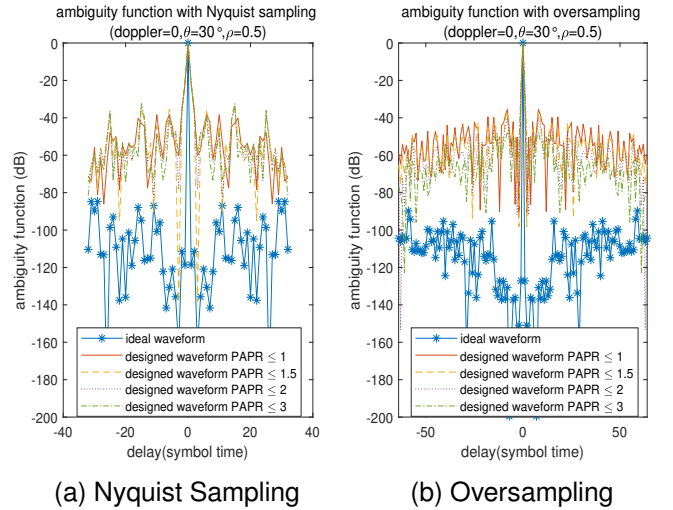 ambiguity function with Nyquist sampling
(doppler=0,θ=30°,ρ=0.5)
0
-20
-40
-60
-80
-100
-120
-140
-160
-180
-200
ambiguity function (dB)
ideal waveform
designed waveform PAPR ≤ 1
designed waveform PAPR ≤ 1.5
designed waveform PAPR ≤ 2
designed waveform PAPR ≤ 3
-40 -20 0 20 40
delay(symbol time)
(a) Nyquist Sampling
ambiguity function with oversampling
(doppler=0,θ=30°,ρ=0.5)
0
-20
-40
-60
-80
-100
-120
-140
-160
-180
-200
ambiguity function (dB)
ideal waveform
designed waveform PAPR ≤ 1
designed waveform PAPR ≤ 1.5
designed waveform PAPR ≤ 2
designed waveform PAPR ≤ 3
-50 0 50
delay(symbol time)
(b) Oversampling